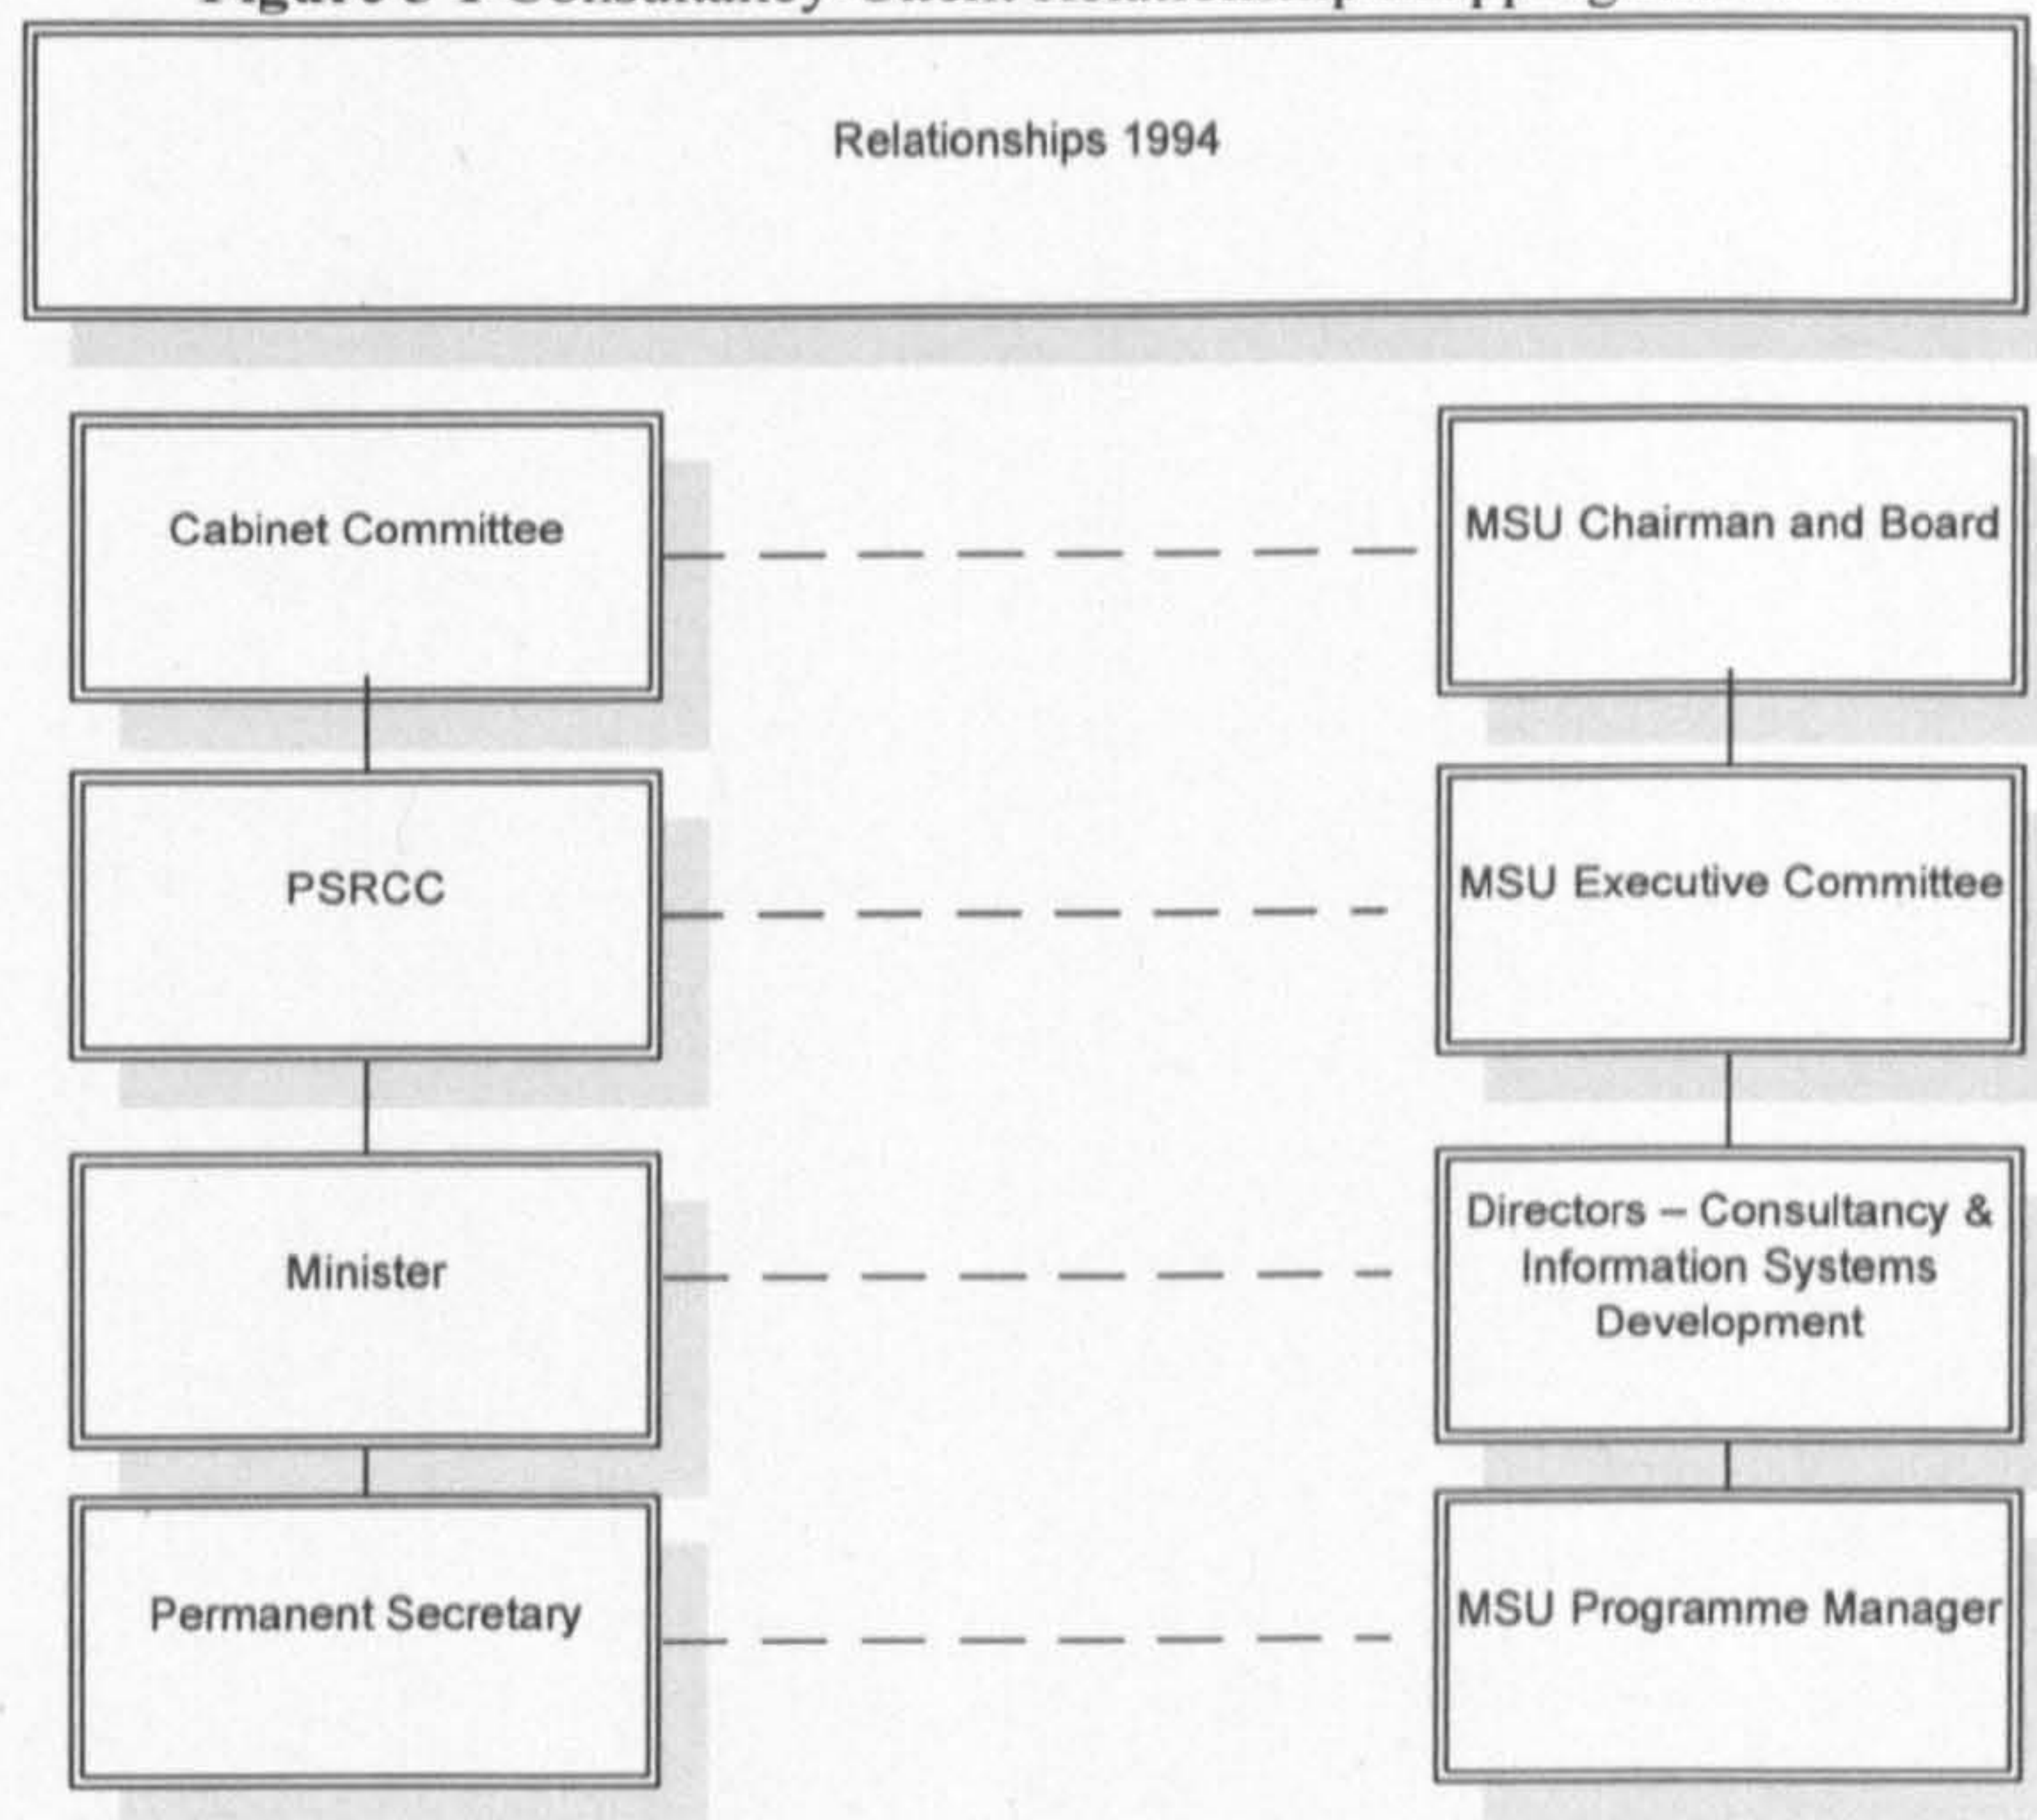 Relationships 1994
Cabinet Committee
MSU Chairman and Board
PSRCC
MSU Executive Committee
Minister
Directors – Consultancy &
Information Systems
Development
Permanent Secretary
MSU Programme Manager